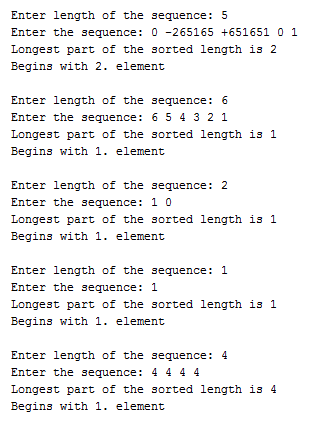 Enter length of the sequence: 5
Enter the sequence: 0 -265165 +651651 0 1
Longest part of the sorted length is 2
Begins with 2. element
Enter length of the sequence: 6
Enter the sequence: 6 5 4 3 2 1
Longest part of the sorted length is 1
Begins with 1. element
Enter length of the sequence: 2
Enter the sequence: 1 0
Longest part of the sorted length is 1
Begins with 1. element
Enter length of the sequence: 1
Enter the sequence: 1
Longest part of the sorted length is 1
Begins with 1. element
Enter length of the sequence: 4
Enter the sequence: 4 4 4 4
Longest part of the sorted length is 4
Begins with 1. element